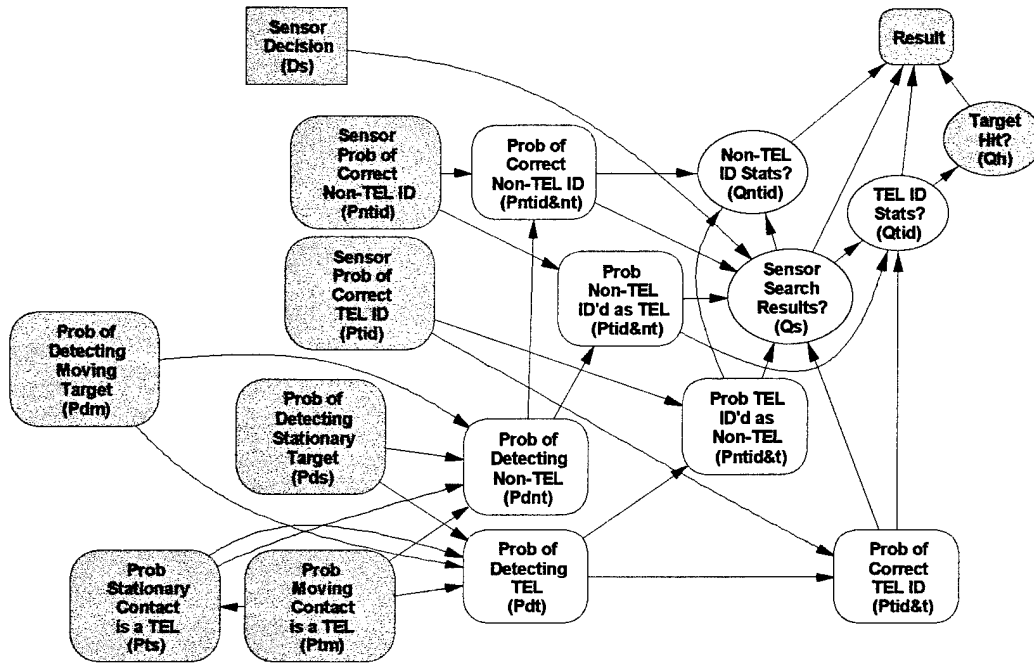 Sensor
Decision
(Ds)
Result
Target
Hit?
(Qh)
Sensor
Prob of
Correct
Non-TEL ID
(Pntid)
Prob of
Correct
Non-TEL ID
(Pntid&nt)
Non-TEL
ID Stats?
(Qntid)
TEL ID
Stats?
(Qtid)
Sensor
Prob of
Correct
TEL ID
(Ptid)
Prob
Non-TEL
ID'd as TEL
(Ptid&nt)
Sensor
Search
Results?
(Qs)
Prob of
Detecting
Moving
Target
(Pdm)
Prob of
Detecting
Stationary
Target
(Pds)
Prob of
Detecting
Non-TEL
(Pdnt)
Prob TEL
ID'd as
Non-TEL
(Pntid&t)
Prob
Stationary
Contact
is a TEL
(Pts)
Prob
Moving
Contact
is a TEL
(Ptm)
Prob of
Detecting
TEL
(Pdt)
Prob of
Correct
TEL ID
(Ptid&t)